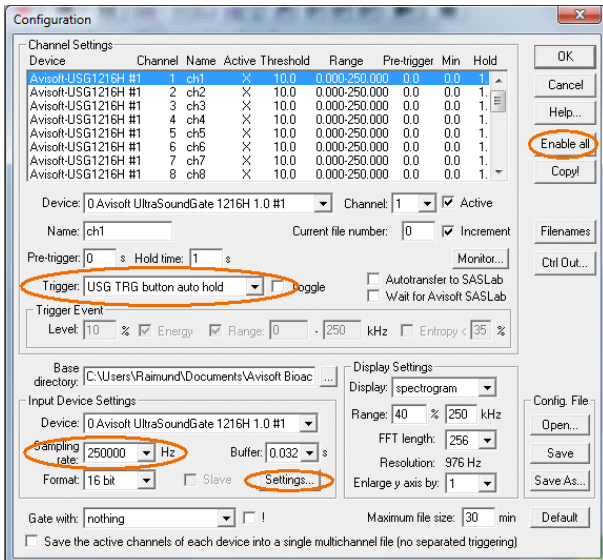 Configuration
Channel Settings
Device Channel Name Active Threshold Range Pre-trigger Min Hold
Avisoft-USG1216H #1 1 ch1 X 10.0 0.000-250.000 0.0 0.0 1.
Avisoft-USG1216H #1 2 ch2 X 10.0 0.000-250.000 0.0 0.0 1.
Avisoft-USG1216H #1 3 ch3 X 10.0 0.000-250.000 0.0 0.0 1.
Avisoft-USG1216H #1 4 ch4 X 10.0 0.000-250.000 0.0 0.0 1.
Avisoft-USG1216H #1 5 ch5 X 10.0 0.000-250.000 0.0 0.0 1.
Avisoft-USG1216H #1 6 ch6 X 10.0 0.000-250.000 0.0 0.0 1.
Avisoft-USG1216H #1 7 ch7 X 10.0 0.000-250.000 0.0 0.0 1.
Avisoft-USG1216H #1 8 ch8 X 10.0 0.000-250.000 0.0 0.0 1.
OK
Cancel
Help...
Enable all
Copy!
Device: 0 Avisoft UltraSoundGate 1216H 1.0 #1 Channel: 1 Active
Name: ch1 Current file number: 0 Increment
Filenames
Pre-trigger: 0 s Hold time: 1 s Monitor...
Ctrl Out...
Trigger: USG TRG button auto hold Toggle
Autotransfer to SASLab
Wait for Avisoft SASLab
Trigger Event
Level: 10 % Energy Range: 0 - 250 kHz Entropy < 35 %
Base directory: C:\Users\Raimund\Documents\Avisoft Bioac ...
Input Device Settings
Device: 0 Avisoft UltraSoundGate 1216H 1.0 #1
Sampling rate: 250000 Hz Buffer: 0.032 s
Format: 16 bit Slave Settings...
Display Settings
Display: spectrogram
Range: 40 % 250 kHz
FFT length: 256
Resolution: 976 Hz
Enlarge y axis by: 1
Config. File
Open...
Save
Save As...
Gate with: nothing ! Maximum file size: 30 min
Default
Save the active channels of each device into a single multichannel file (no separated triggering)